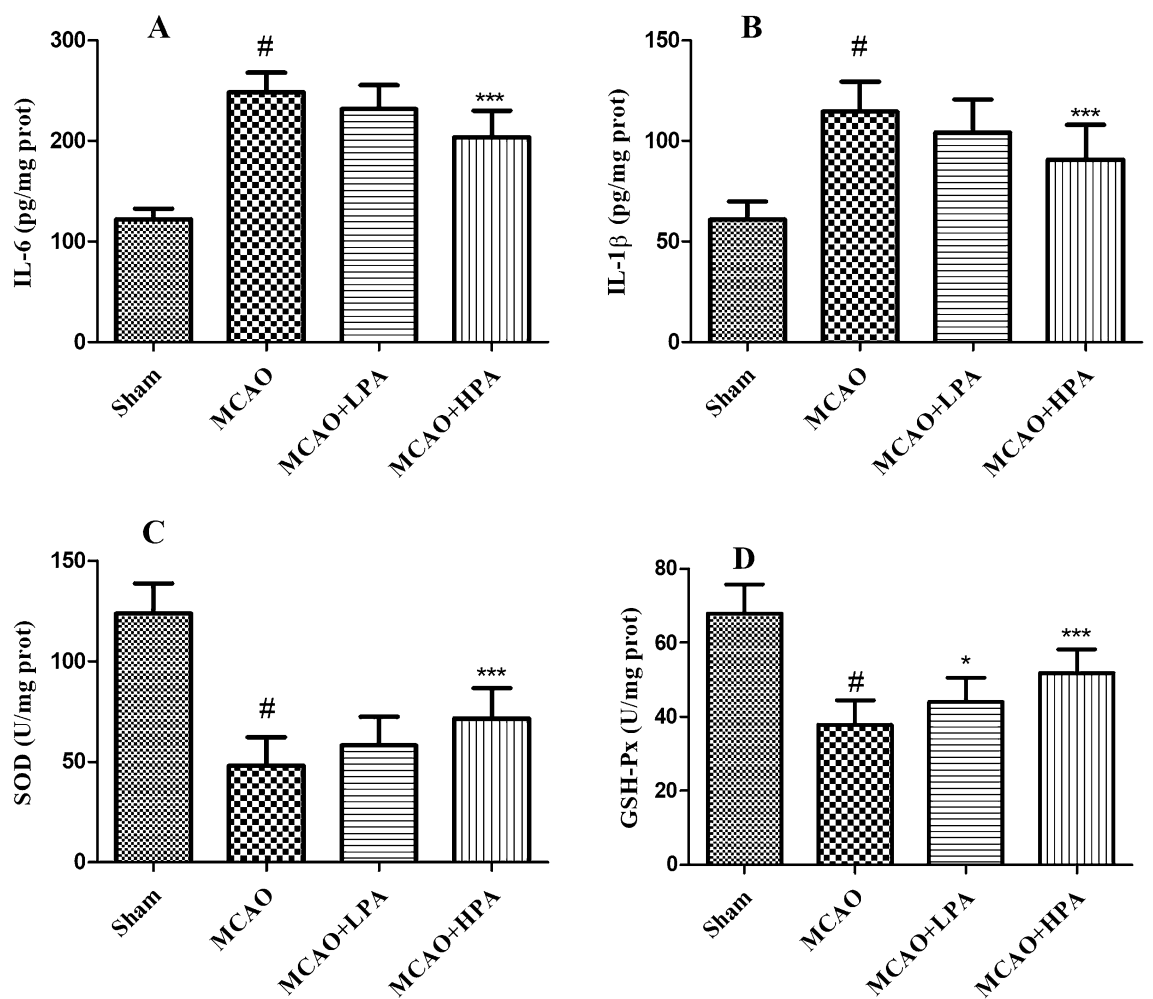 A
IL-6 (pg/mg prot)
300
200
100
0
#
***
Sham
MCAO
MCAO+LPA
MCAO+HPA
B
IL-1β (pg/mg prot)
150
100
50
0
#
***
Sham
MCAO
MCAO+LPA
MCAO+HPA
C
SOD (U/mg prot)
150
100
50
0
#
***
Sham
MCAO
MCAO+LPA
MCAO+HPA
D
GSH-Px (U/mg prot)
80
60
40
20
0
#
*
***
Sham
MCAO
MCAO+LPA
MCAO+HPA